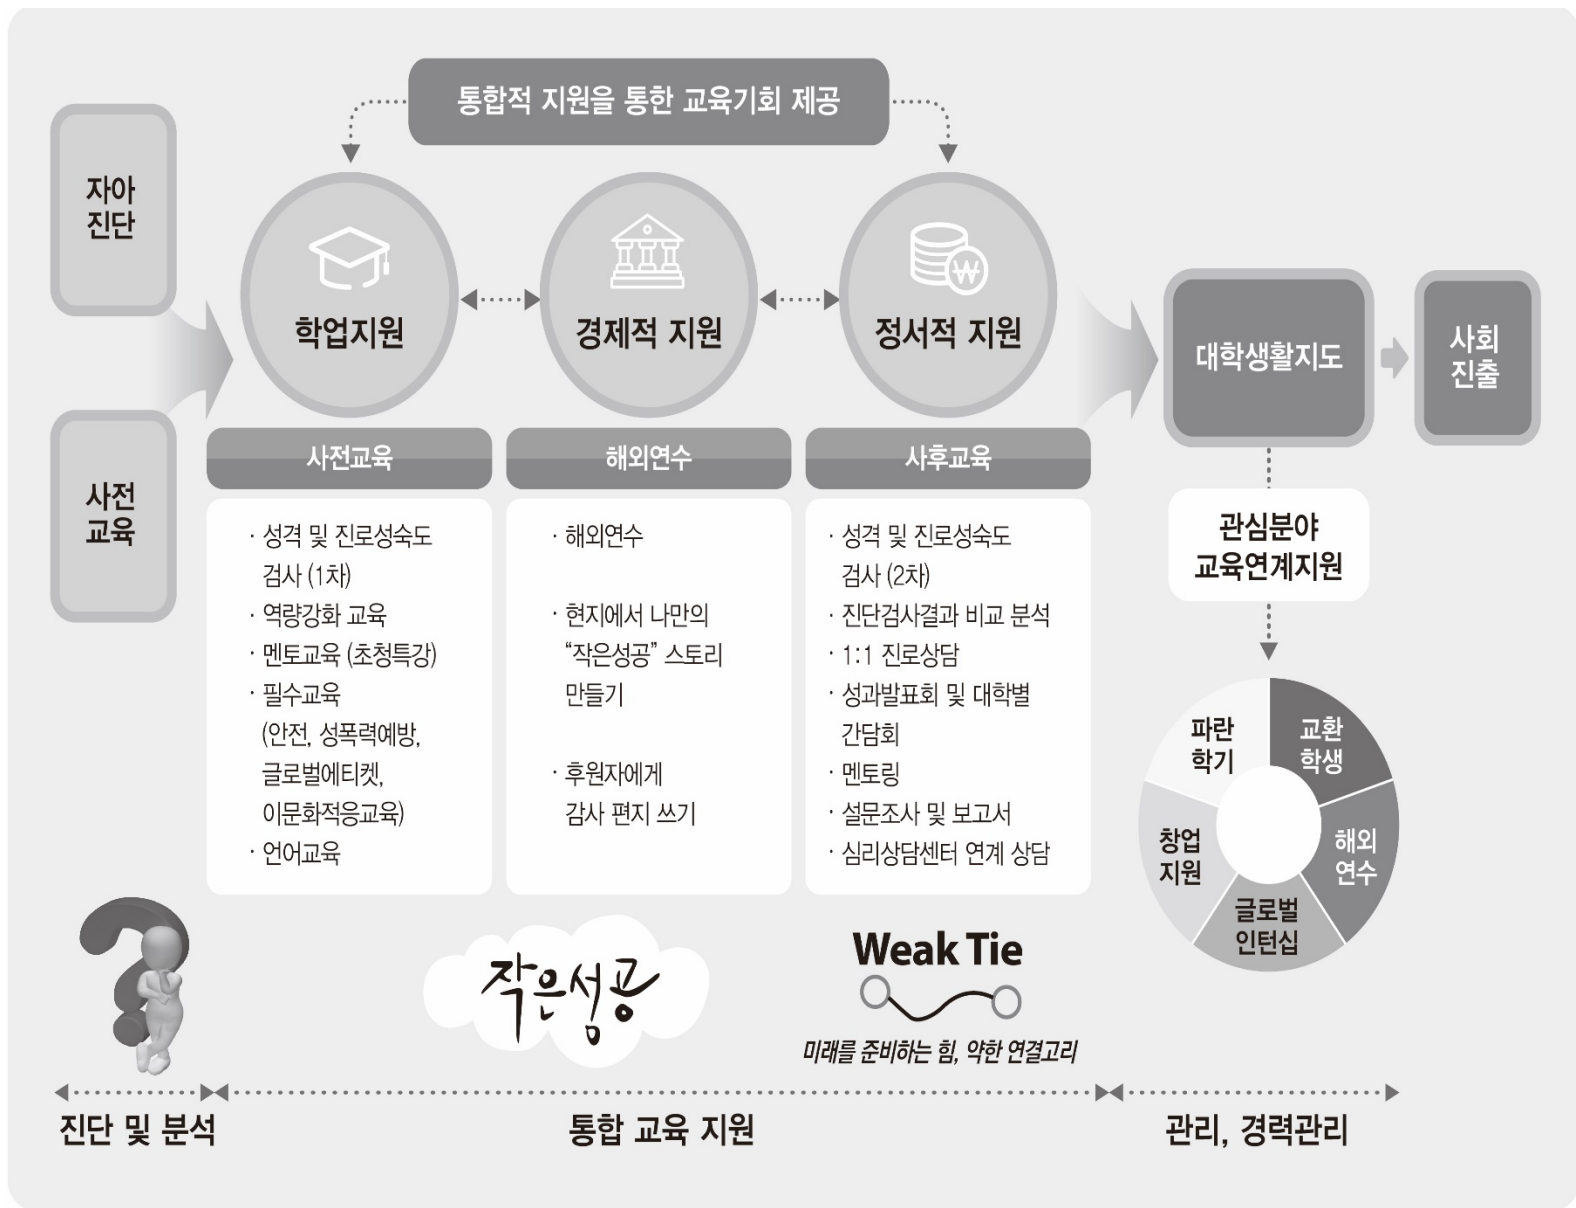 통합적 지원을 통한 교육기회 제공
자아
진단
사전
교육
학업지원
경제적 지원
정서적 지원
대학생활지도
사회
진출
사전교육
· 성격 및 진로성숙도
검사 (1차)
· 역량강화 교육
· 멘토교육 (초청특강)
· 필수교육
(안전, 성폭력예방,
글로벌에티켓,
이문화적응교육)
· 언어교육
해외연수
· 해외연수
· 현지에서 나만의
“작은성공” 스토리
만들기
· 후원자에게
감사 편지 쓰기
사후교육
· 성격 및 진로성숙도
검사 (2차)
· 진단검사결과 비교 분석
· 1:1 진로상담
· 성과발표회 및 대학별
간담회
· 멘토링
· 설문조사 및 보고서
· 심리상담센터 연계 상담
관심분야
교육연계지원
파란
학기
교환
학생
창업
지원
해외
연수
글로벌
인턴십
?
작은성공
Weak Tie
미래를 준비하는 힘, 약한 연결고리
진단 및 분석
통합 교육 지원
관리, 경력관리
₩